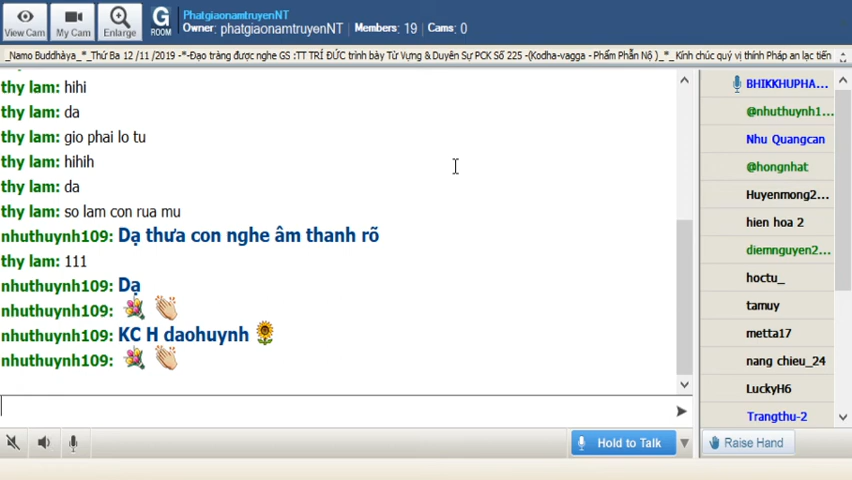 View Cam
My Cam
Enlarge
G
ROOM
PhatgiaonamtruyenNT
Owner: phatgiaonamtruyenNT Members: 19 Cams: 0
_Namo Buddhàya_*_Thứ Ba 12 /11 /2019 -*-Đạo tràng được nghe GS :TT TRÍ ĐỨC trình bày Từ Vựng & Duyên Sự PCK Số 225 -(Kodha-vagga - Phẩm Phẫn Nộ )_*_Kính chúc quý vị thính Pháp an lạc tiến
thy lam: hihi
thy lam: da
thy lam: gio phai lo tu
thy lam: hihih
thy lam: da
thy lam: so lam con rua mu
nhuthuynh109: Dạ thưa con nghe âm thanh rõ
thy lam: 111
nhuthuynh109: Dạ
nhuthuynh109:
nhuthuynh109: KC H daohuynh
nhuthuynh109:
BHIKKHUPHA...
@nhuthuynh1...
Nhu Quangcan
@hongnhat
Huyenmong2...
hien hoa 2
diemnguyen2...
hoctu_
tamuy
metta17
nang chieu_24
LuckyH6
Trangthu-2
Hold to Talk
Raise Hand